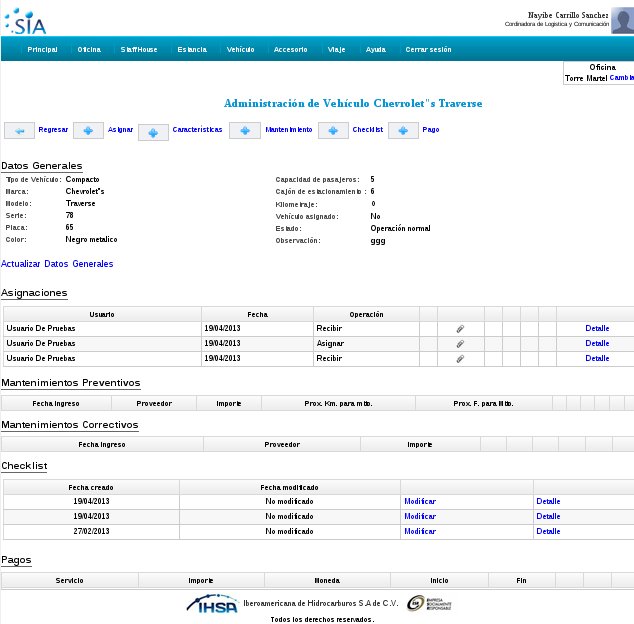 SIA
Nayibe Carrillo Sanchez
Cordinadora de Logistica y Comunicación
Principal Oficina StaffHouse Estancia Vehículo Accesorio Viaje Ayuda Cerrar sesión
Oficina
Torre Martel Cambia
Administración de Vehículo Chevrolet"s Traverse
Regresar Asignar Características Mantenimiento Checklist Pago
Datos Generales
Tipo de Vehículo: Compacto Capacidad de pasajeros: 5
Marca: Chevrolet"s Cajón de estacionamiento : 6
Modelo: Traverse Kilometraje: 0
Serie: 78 Vehículo asignado: No
Placa: 65 Estado: Operación normal
Color: Negro metalico Observación: ggg
Actualizar Datos Generales
Asignaciones
Usuario Fecha Operación
Usuario De Pruebas 19/04/2013 Recibir Detalle
Usuario De Pruebas 19/04/2013 Asignar Detalle
Usuario De Pruebas 19/04/2013 Recibir Detalle
Mantenimientos Preventivos
Fecha Ingreso Proveedor Importe Prox. Km. para mtto. Prox. F. para Mtto.
Mantenimientos Correctivos
Fecha Ingreso Proveedor Importe
Checklist
Fecha creado Fecha modificado
19/04/2013 No modificado Modificar Detalle
19/04/2013 No modificado Modificar Detalle
27/02/2013 No modificado Modificar Detalle
Pagos
Servicio Importe Moneda Inicio Fin
IHSA Iberoamericana de Hidrocarburos S.A de C.V. ESR EMPRESA SOCIALMENTE RESPONSABLE
Todos los derechos reservados.